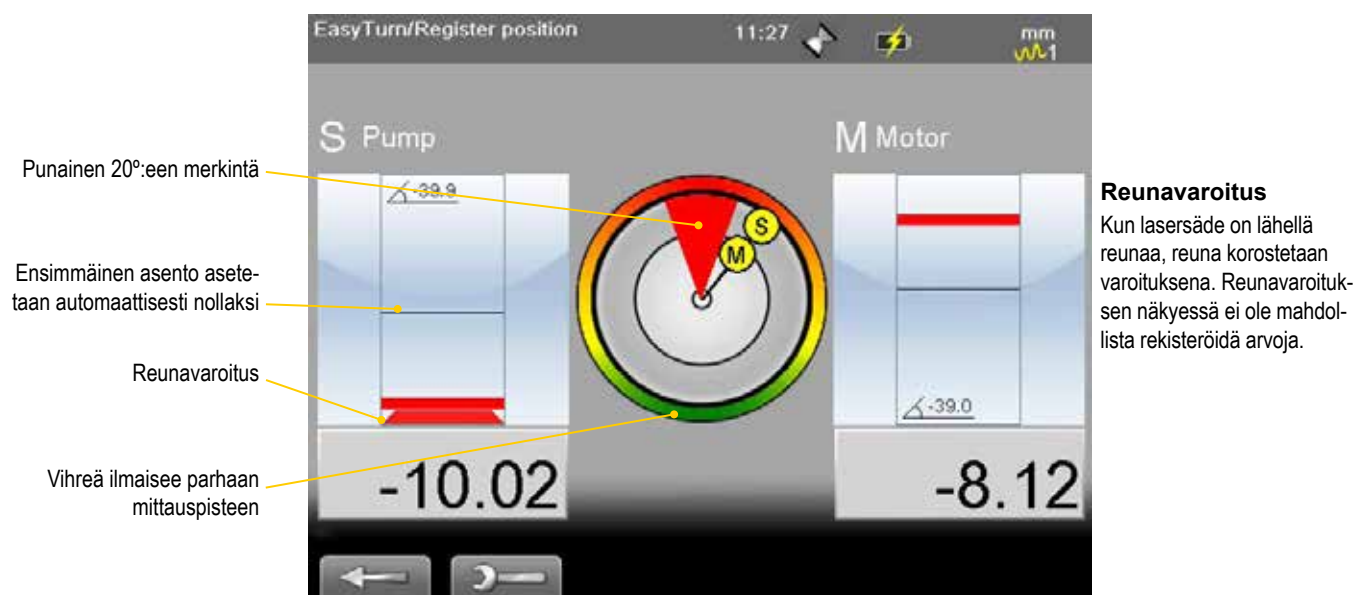 EasyTurn/Register position
11:27
mm
1
S Pump
M Motor
-39.9
S
M
-39.0
-10.02
-8.12
Punainen 20º:een merkintä
Ensimmäinen asento asete-
taan automaattisesti nollaksi
Reunavaroitus
Vihreä ilmaisee parhaan
mittauspisteen
Reunavaroitus
Kun lasersäde on lähellä
reunaa, reuna korostetaan
varoituksena. Reunavaroituk-
sen näkyessä ei ole mahdol-
lista rekisteröidä arvoja.